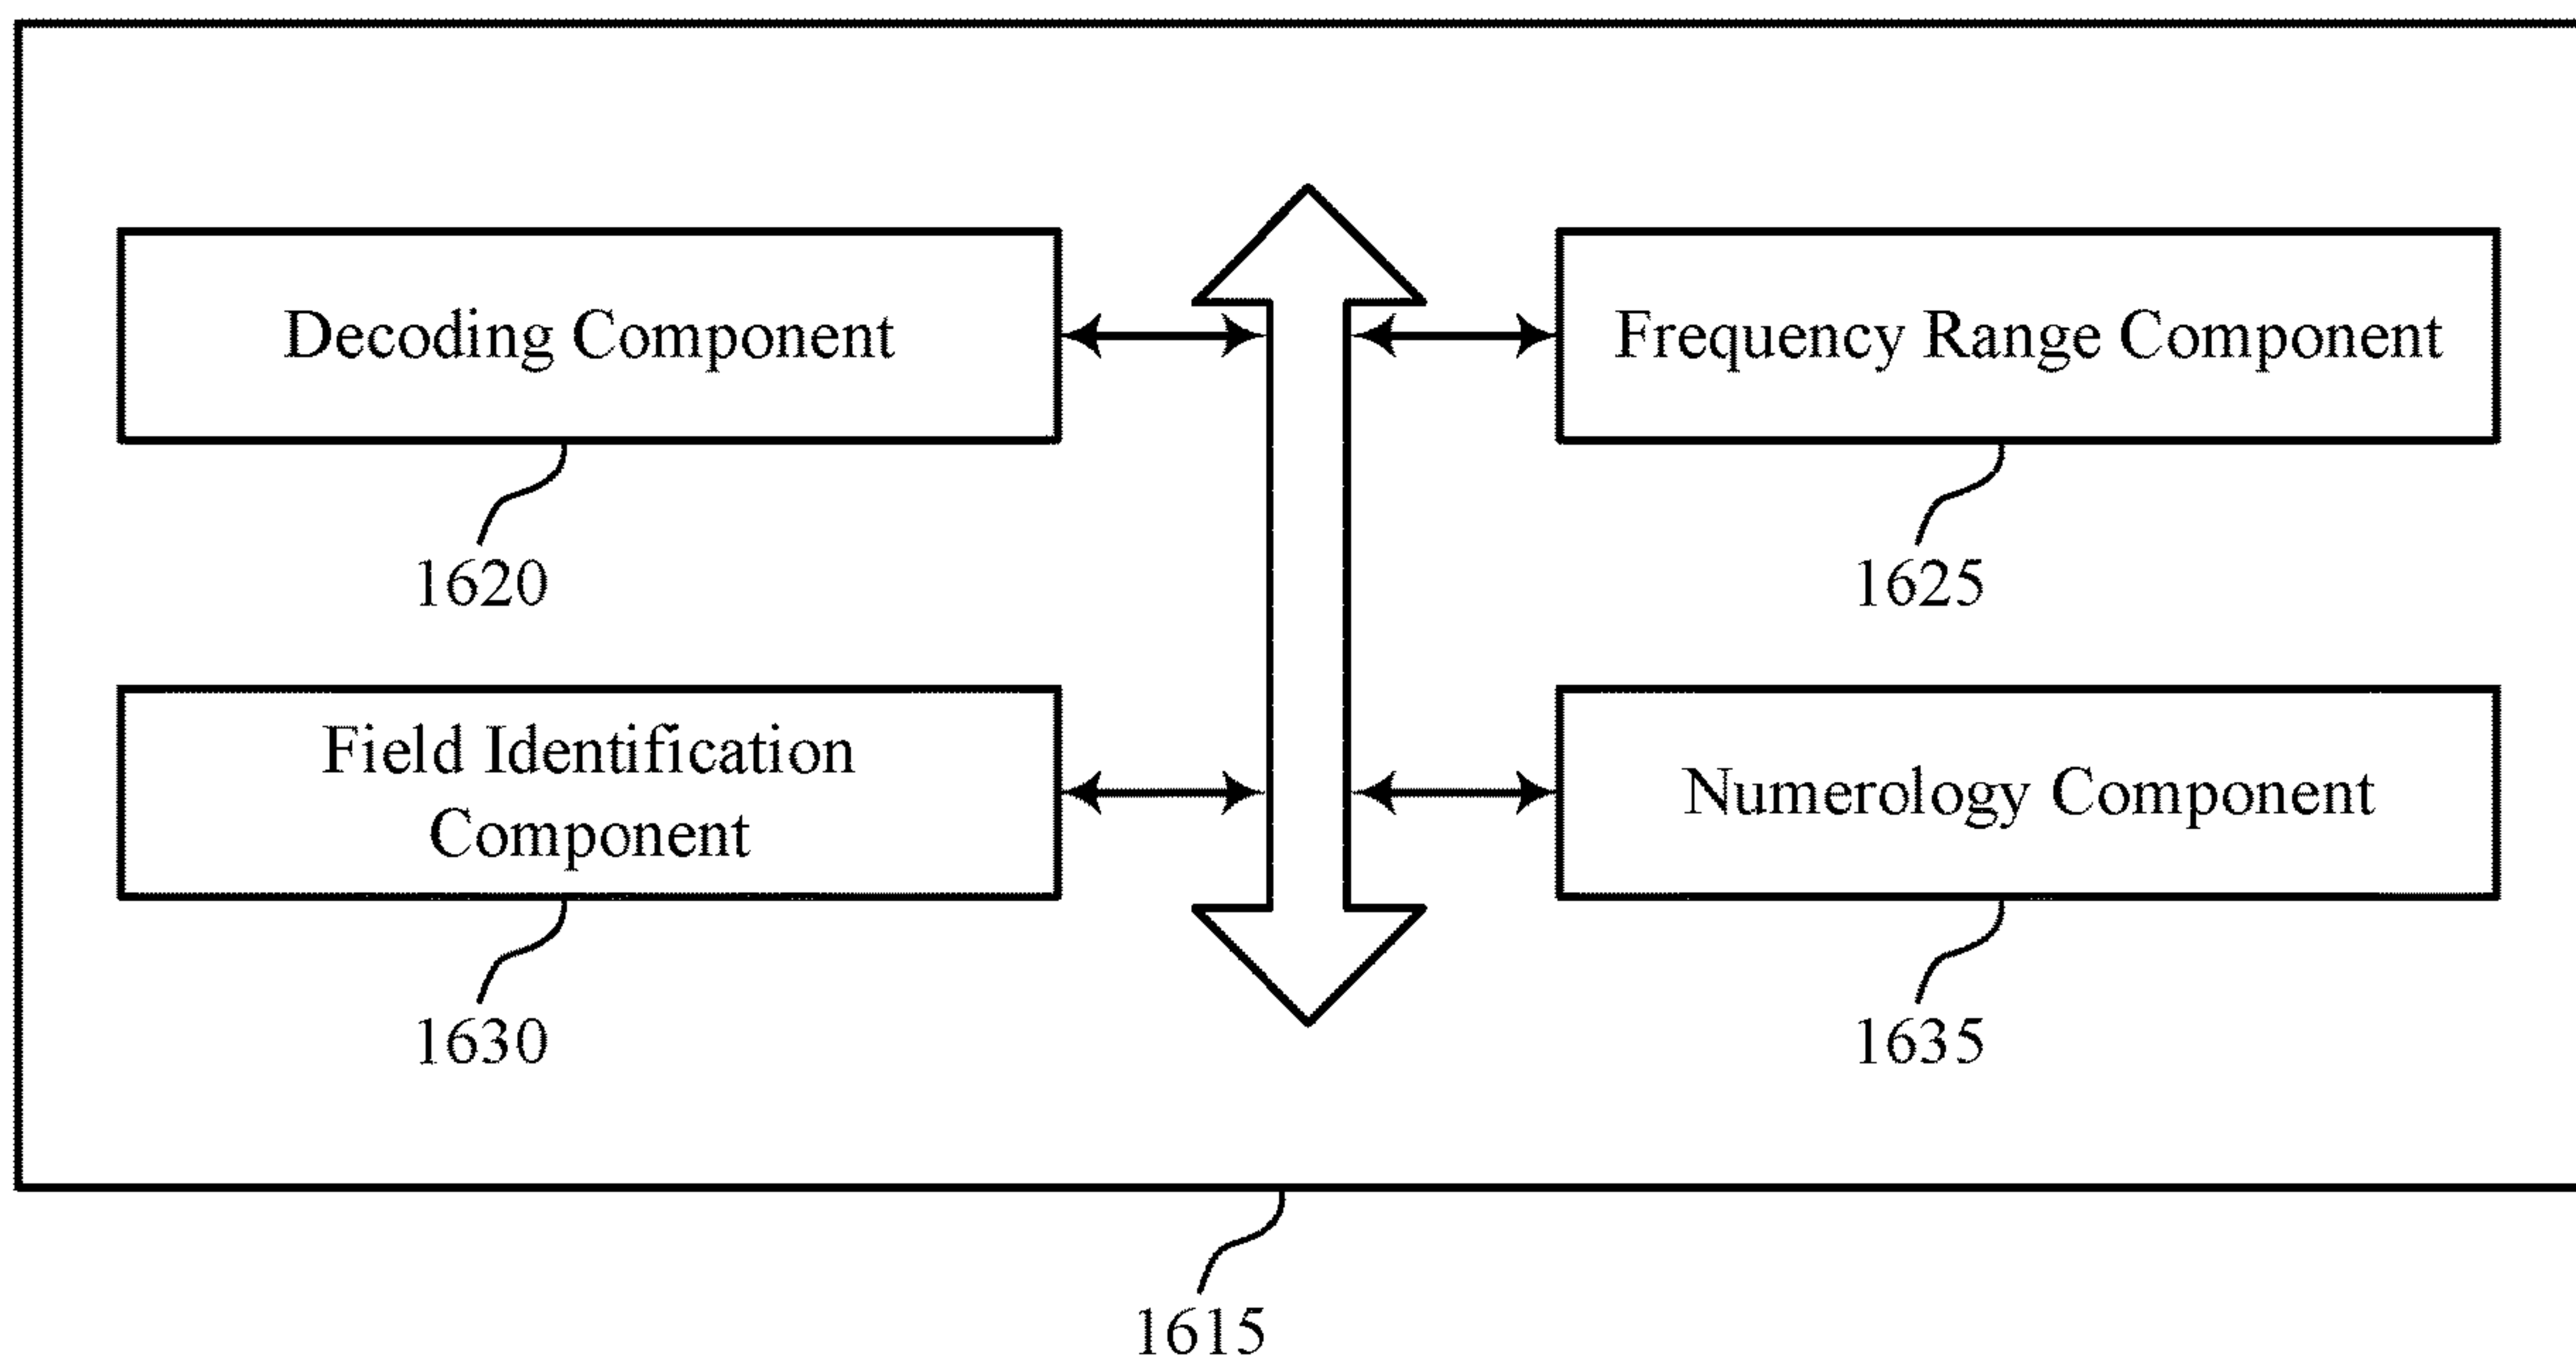 Decoding Component
Frequency Range Component
1620
1625
Field Identification
Component
Numerology Component
1630
1635
1615